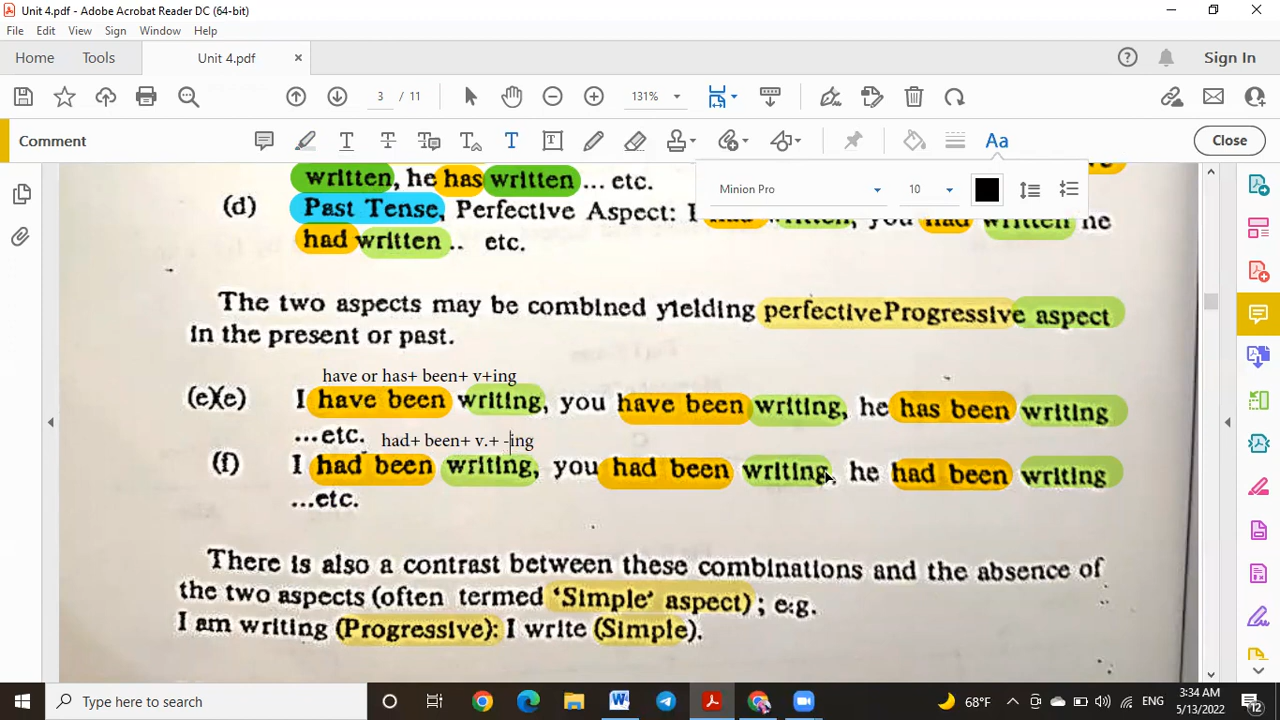 Unit 4.pdf - Adobe Acrobat Reader DC (64-bit)
File Edit View Sign Window Help
Home Tools Unit 4.pdf × Sign In
3 / 11 131%
Comment Close
Minion Pro 10
written, he has written ... etc.
(d) Past Tense, Perfective Aspect: I had written, you had written he
had written .. etc.
The two aspects may be combined yielding perfectiveProgressive aspect
in the present or past.
have or has+ been+ v+ing
(e)(e) I have been writing, you have been writing, he has been writing
...etc.
had+ been+ v.+ -ing
(f) I had been writing, you had been writing, he had been writing
...etc.
There is also a contrast between these combinations and the absence of
the two aspects (often termed 'Simple' aspect) ; e.g.
I am writing (Progressive): I write (Simple).
Type here to search
68°F ENG 3:34 AM
5/13/2022 12